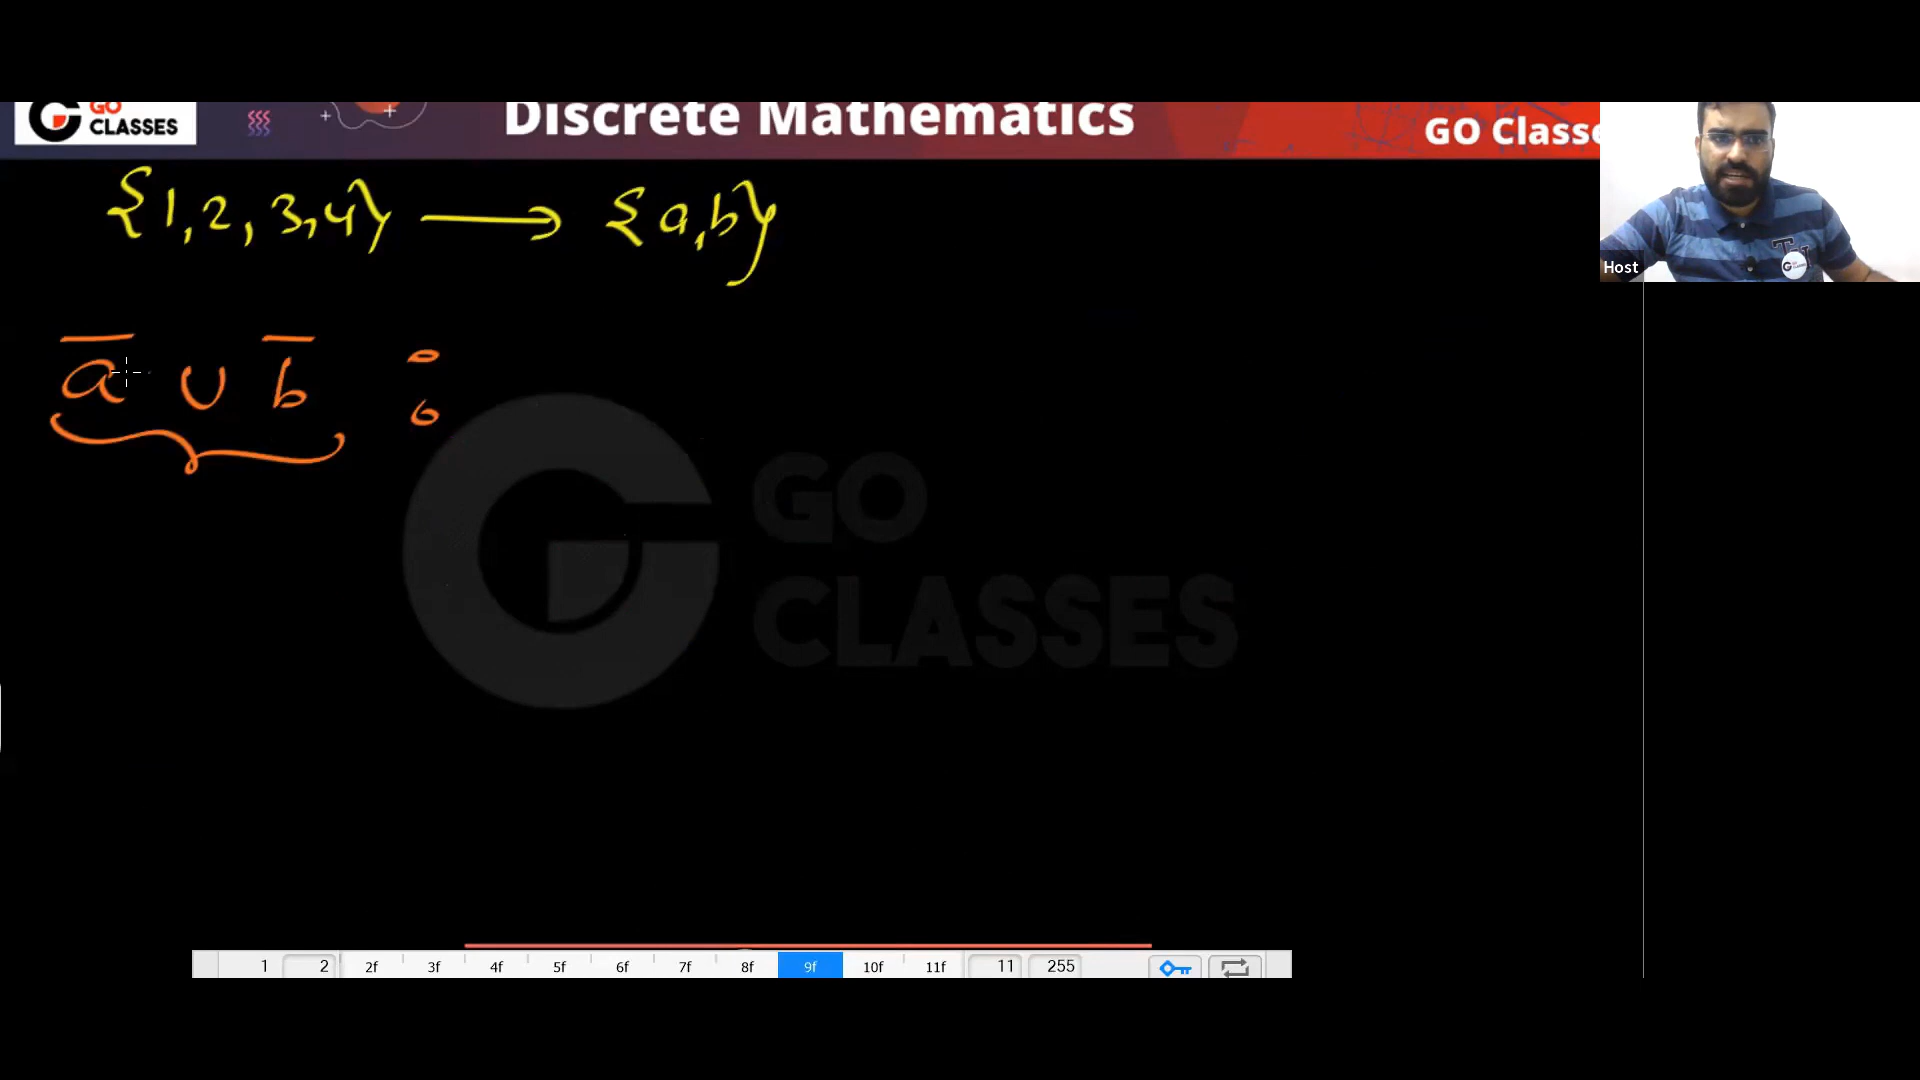 GO
CLASSES
Discrete Mathematics
GO Classe
{1, 2, 3, 4} → {a, b}
Host
a̅ ∪ b̅ :
GO
CLASSES
1 2 2f 3f 4f 5f 6f 7f 8f 9f 10f 11f 11 255